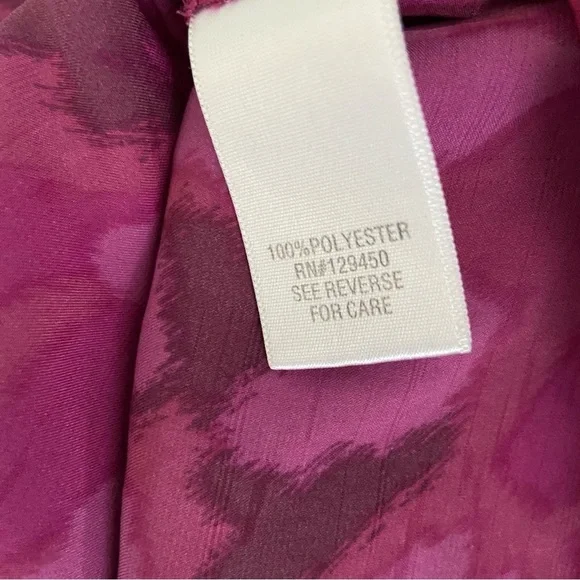 100%POLYESTER
RN#129450
SEE REVERSE
FOR CARE